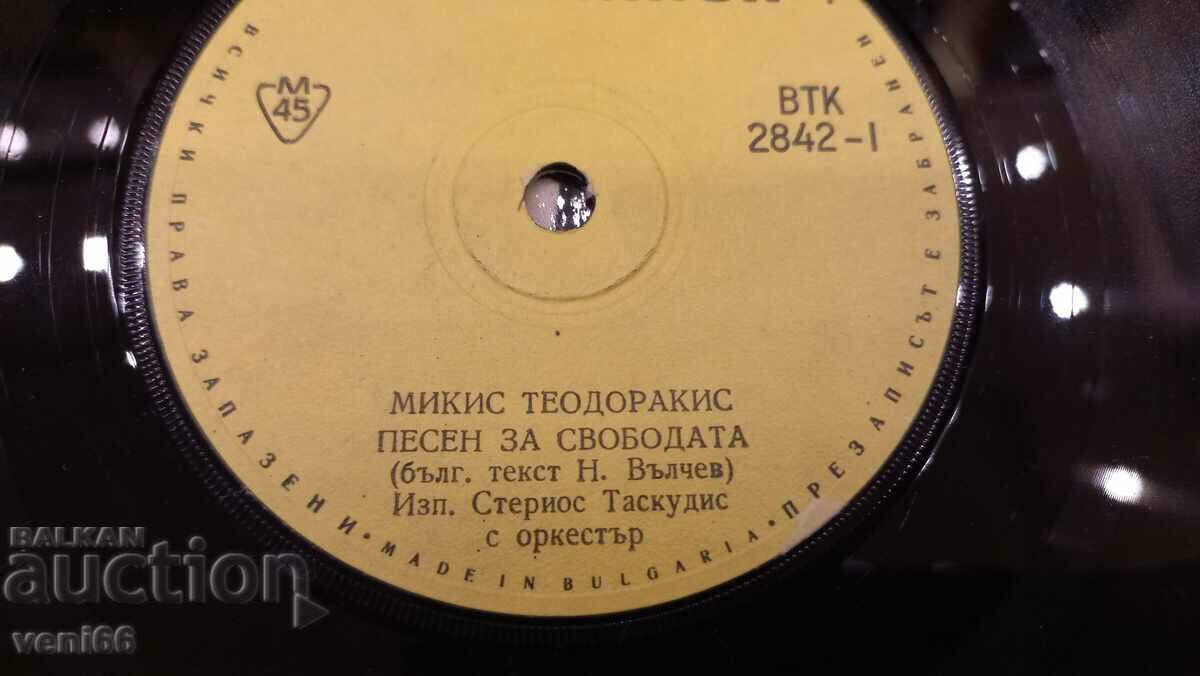 М
45
ВТК
2842-I
МИКИС ТЕОДОРАКИС
ПЕСЕН ЗА СВОБОДАТА
(бълг. текст Н. Вълчев)
Изп. Стериос Таскудис
с оркестър
ВСИЧКИ ПРАВА ЗАПАЗЕНИ • MADE IN BULGARIA • ПРЕЗАПИСЪТ Е ЗАБРАНЕН
BALKAN
auction
veni66